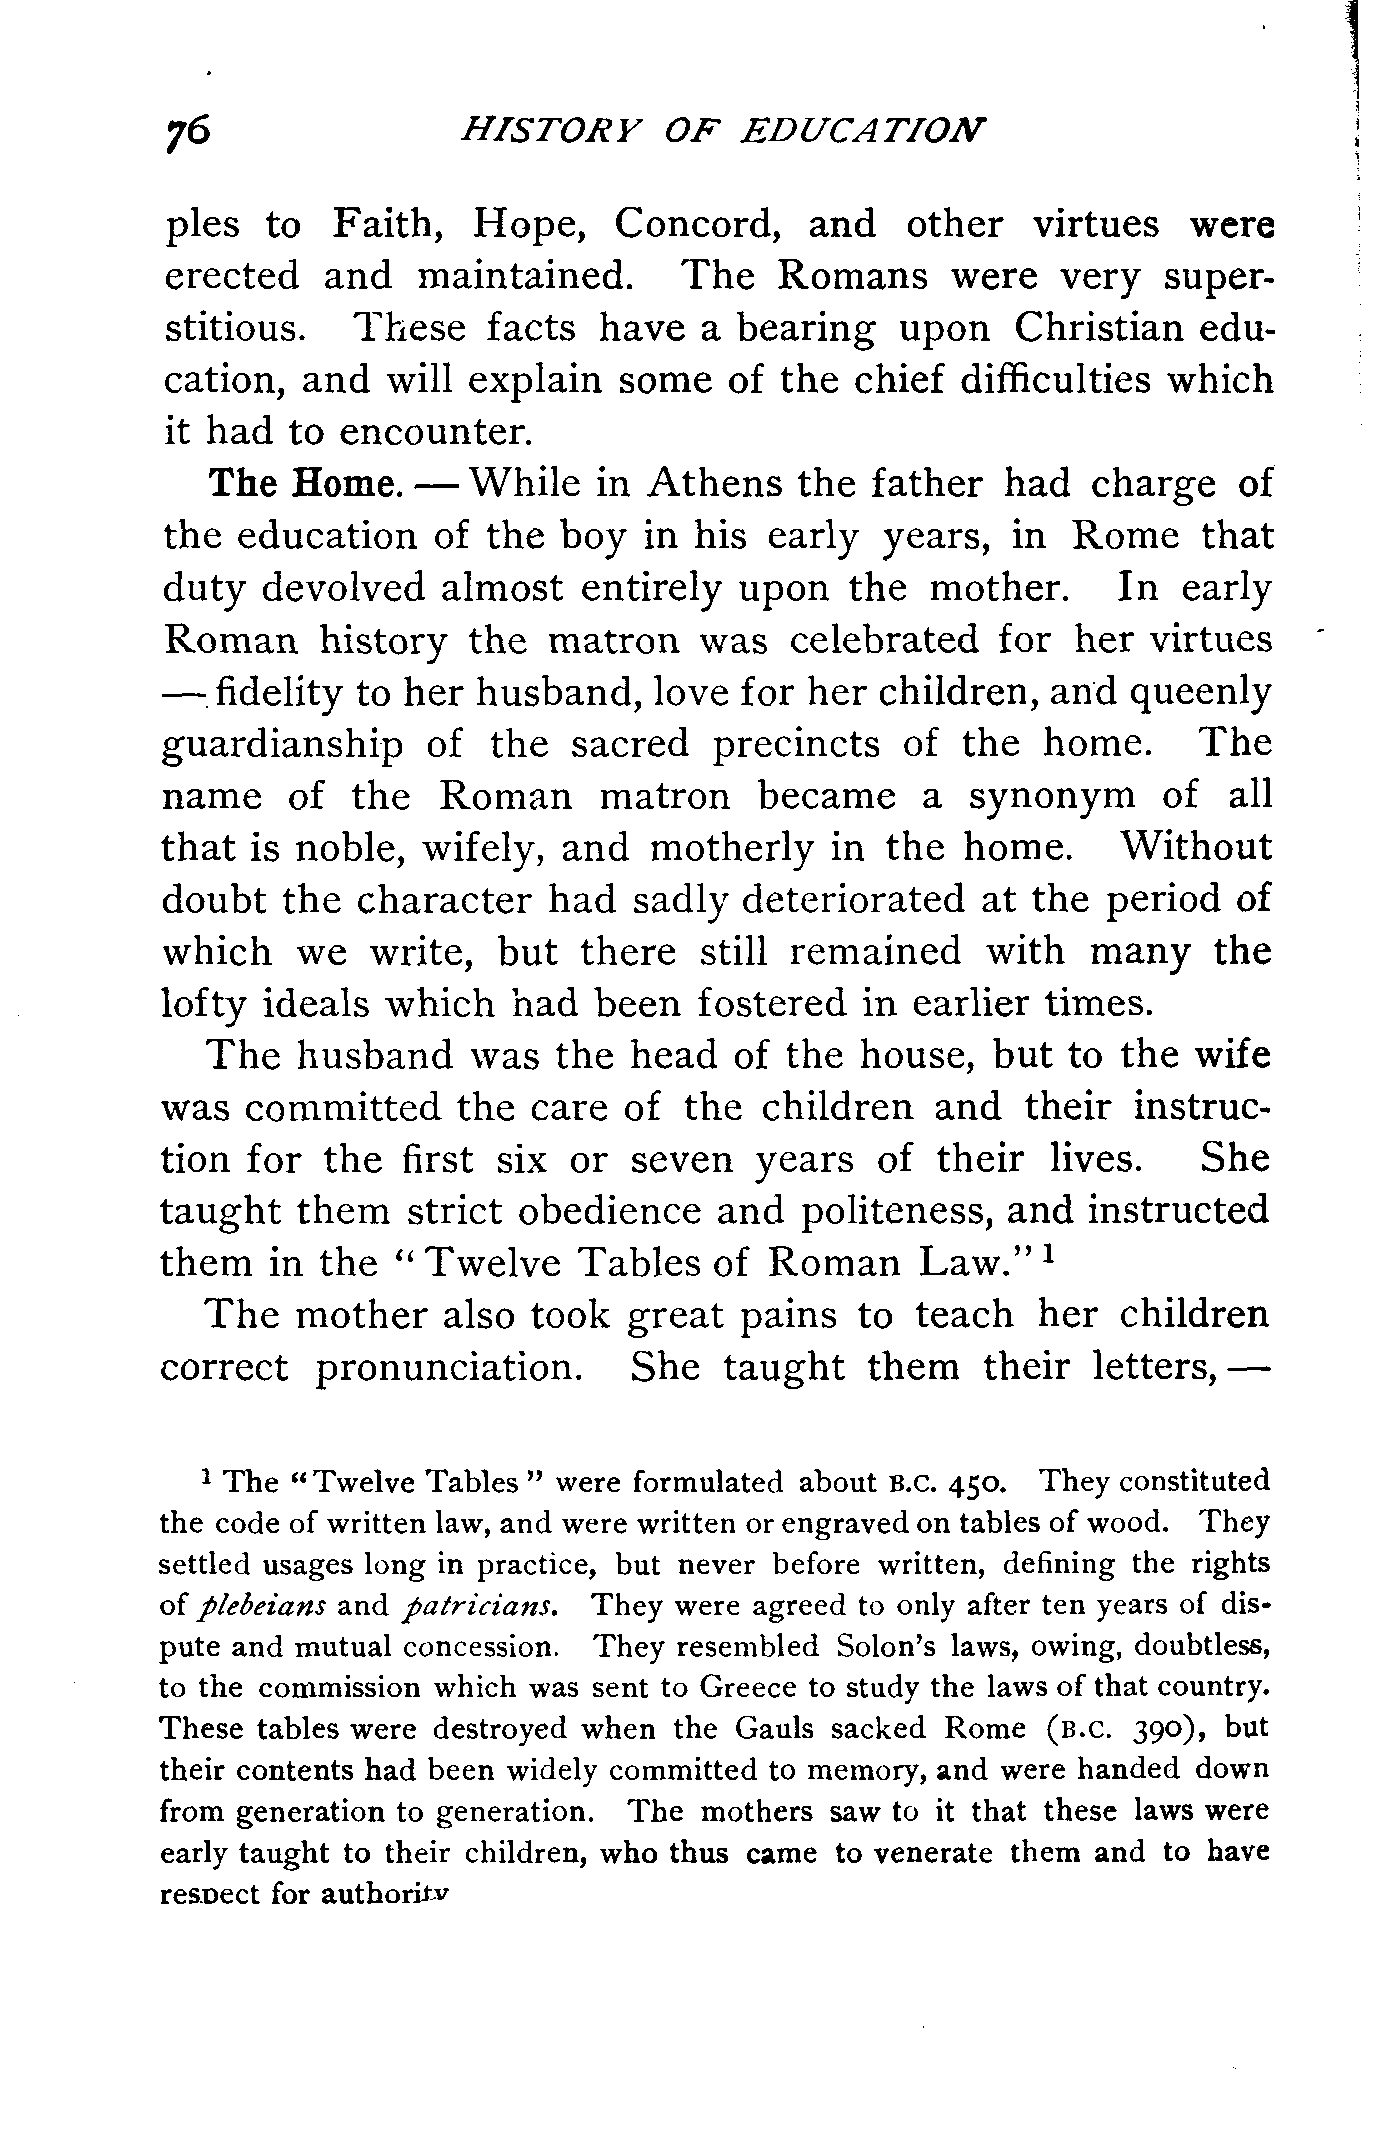 76 HISTORY OF EDUCATION
ples to Faith, Hope, Concord, and other virtues were
erected and maintained. The Romans were very super-
stitious. These facts have a bearing upon Christian edu-
cation, and will explain some of the chief difficulties which
it had to encounter.
The Home. — While in Athens the father had charge of
the education of the boy in his early years, in Rome that
duty devolved almost entirely upon the mother. In early
Roman history the matron was celebrated for her virtues
— fidelity to her husband, love for her children, and queenly
guardianship of the sacred precincts of the home. The
name of the Roman matron became a synonym of all
that is noble, wifely, and motherly in the home. Without
doubt the character had sadly deteriorated at the period of
which we write, but there still remained with many the
lofty ideals which had been fostered in earlier times.
The husband was the head of the house, but to the wife
was committed the care of the children and their instruc-
tion for the first six or seven years of their lives. She
taught them strict obedience and politeness, and instructed
them in the “ Twelve Tables of Roman Law.” 1
The mother also took great pains to teach her children
correct pronunciation. She taught them their letters, —
1 The “ Twelve Tables ” were formulated about B.C. 450. They constituted
the code of written law, and were written or engraved on tables of wood. They
settled usages long in practice, but never before written, defining the rights
of plebeians and patricians. They were agreed to only after ten years of dis-
pute and mutual concession. They resembled Solon's laws, owing, doubtless,
to the commission which was sent to Greece to study the laws of that country.
These tables were destroyed when the Gauls sacked Rome (B.C. 390), but
their contents had been widely committed to memory, and were handed down
from generation to generation. The mothers saw to it that these laws were
early taught to their children, who thus came to venerate them and to have
respect for authority